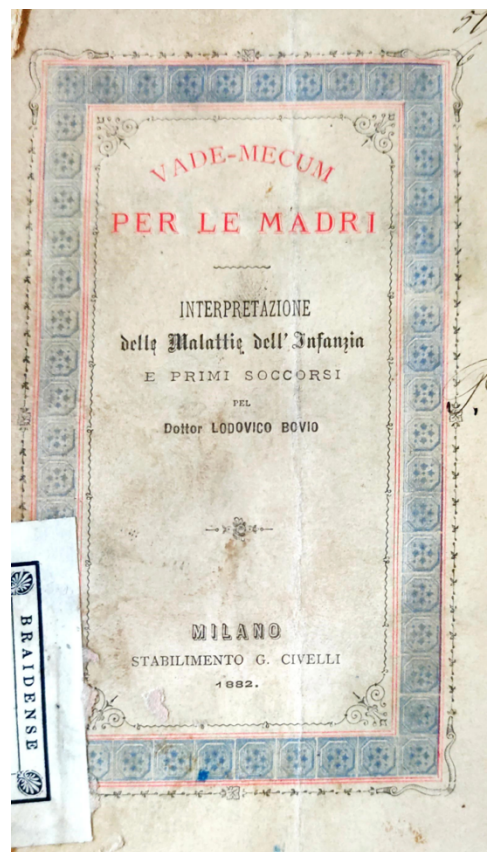 VADE-MECUM
PER LE MADRI
INTERPRETAZIONE
delle Malattie dell' Infanzia
E PRIMI SOCCORSI
PEL
Dottor LODOVICO BOVIO
MILANO
STABILIMENTO G. CIVELLI
1882.
BRAIDENSE